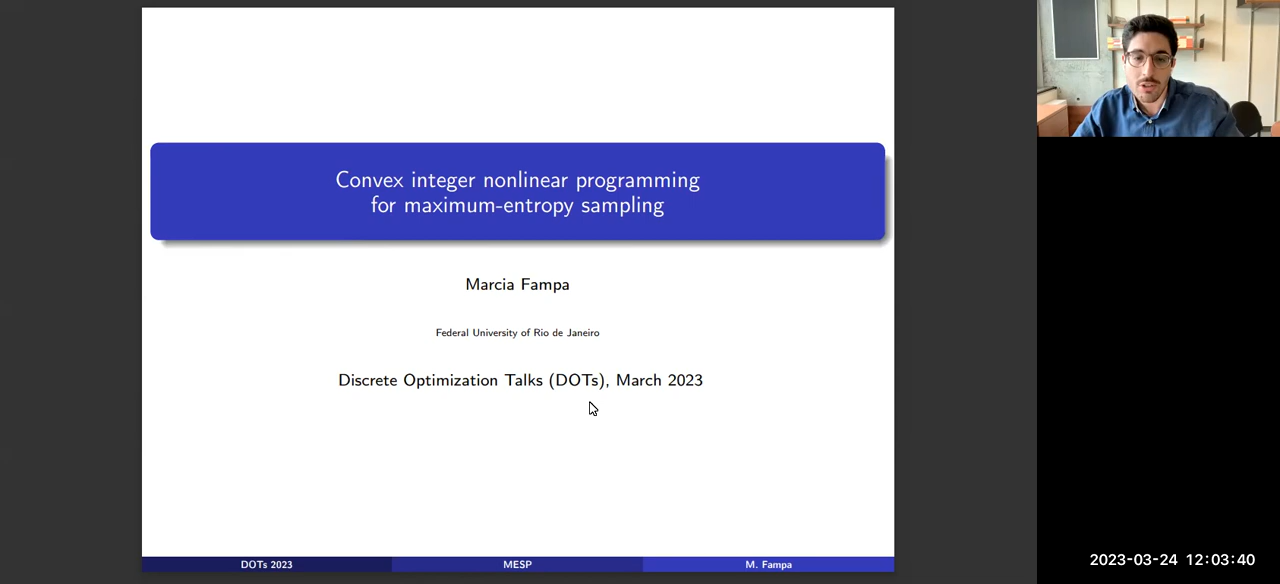 Convex integer nonlinear programming
for maximum-entropy sampling
Marcia Fampa
Federal University of Rio de Janeiro
Discrete Optimization Talks (DOTs), March 2023
DOTs 2023
MESP
M. Fampa
2023-03-24 12:03:40